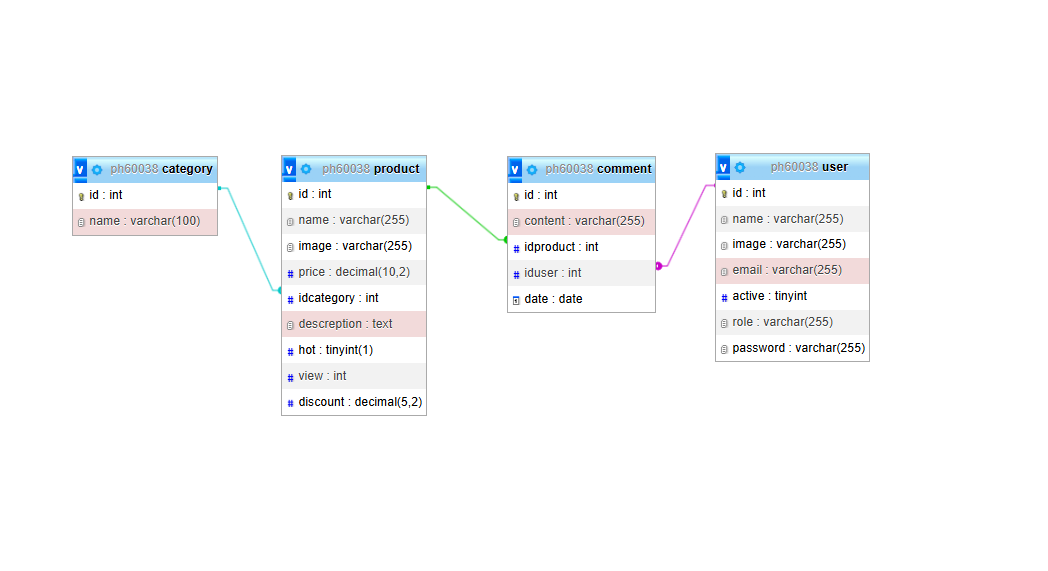 v ph60038 category
id : int
name : varchar(100)
v ph60038 product
id : int
name : varchar(255)
image : varchar(255)
price : decimal(10,2)
idcategory : int
descreption : text
hot : tinyint(1)
view : int
discount : decimal(5,2)
v ph60038 comment
id : int
content : varchar(255)
idproduct : int
iduser : int
date : date
v ph60038 user
id : int
name : varchar(255)
image : varchar(255)
email : varchar(255)
active : tinyint
role : varchar(255)
password : varchar(255)